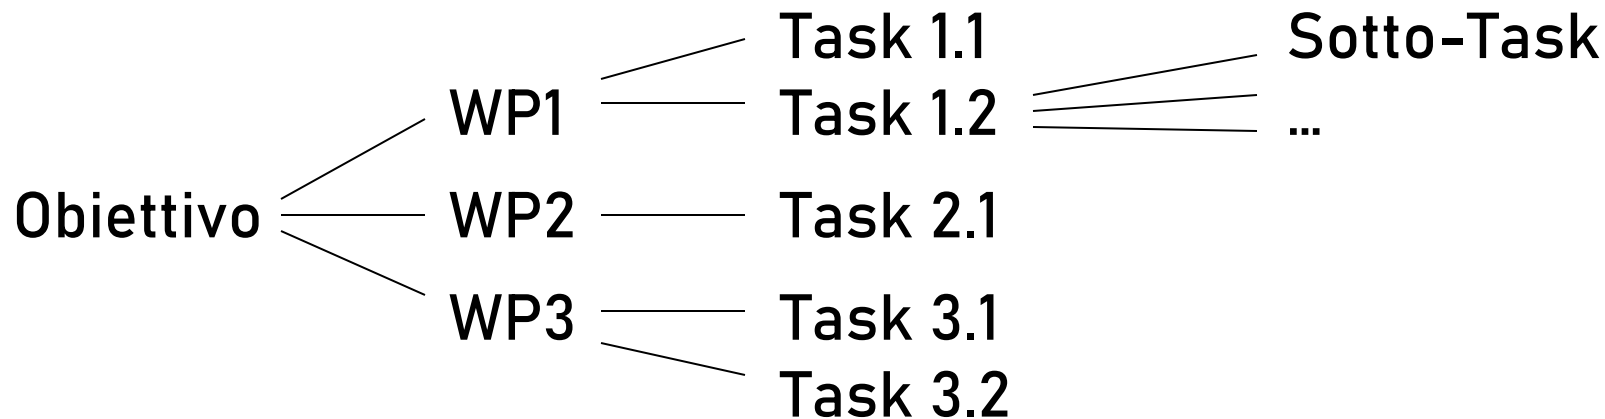 Task 1.1
Sotto-Task
WP1
Task 1.2
...
Obiettivo
WP2
Task 2.1
WP3
Task 3.1
Task 3.2